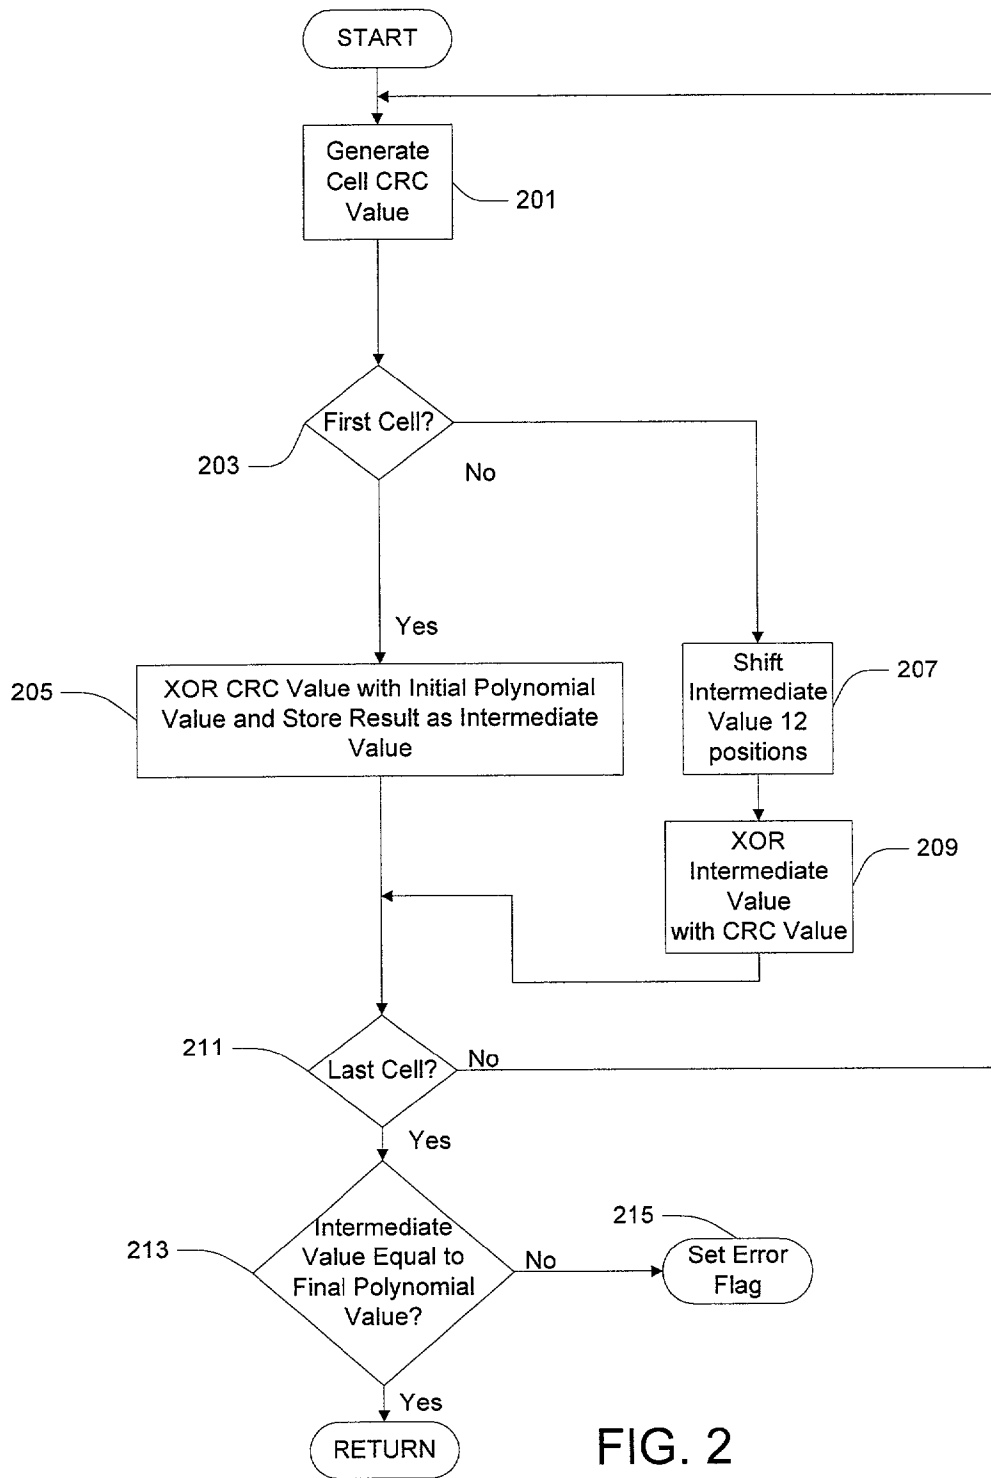 START
Generate
Cell CRC
Value
201
First Cell?
203
No
Yes
205
XOR CRC Value with Initial Polynomial
Value and Store Result as Intermediate
Value
Shift
Intermediate
Value 12
positions
207
XOR
Intermediate
Value
with CRC Value
209
211
Last Cell?
No
Yes
213
Intermediate
Value Equal to
Final Polynomial
Value?
No
215
Set Error
Flag
Yes
RETURN
FIG. 2